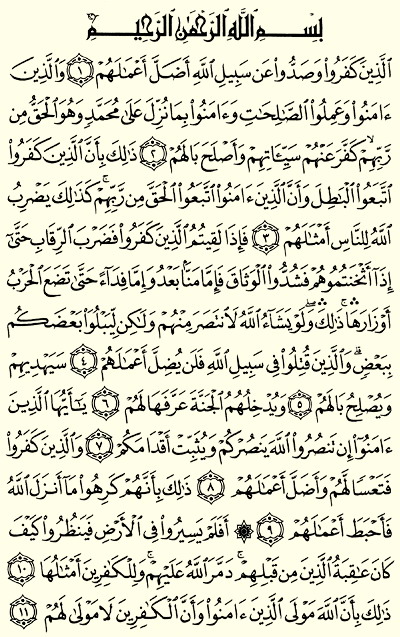 بِسْمِ ٱللَّهِ ٱلرَّحْمَٰنِ ٱلرَّحِيمِ
ٱلَّذِينَ كَفَرُوا۟ وَصَدُّوا۟ عَن سَبِيلِ ٱللَّهِ أَضَلَّ أَعْمَٰلَهُمْ ١ وَٱلَّذِينَ
ءَامَنُوا۟ وَعَمِلُوا۟ ٱلصَّٰلِحَٰتِ وَءَامَنُوا۟ بِمَا نُزِّلَ عَلَىٰ مُحَمَّدٍ وَهُوَ ٱلْحَقُّ مِن
رَّبِّهِمْ ۙ كَفَّرَ عَنْهُمْ سَيِّـَٔاتِهِمْ وَأَصْلَحَ بَالَهُمْ ٢ ذَٰلِكَ بِأَنَّ ٱلَّذِينَ كَفَرُوا۟
ٱتَّبَعُوا۟ ٱلْبَٰطِلَ وَأَنَّ ٱلَّذِينَ ءَامَنُوا۟ ٱتَّبَعُوا۟ ٱلْحَقَّ مِن رَّبِّهِمْ ۚ كَذَٰلِكَ يَضْرِبُ
ٱللَّهُ لِلنَّاسِ أَمْثَٰلَهُمْ ٣ فَإِذَا لَقِيتُمُ ٱلَّذِينَ كَفَرُوا۟ فَضَرْبَ ٱلرِّقَابِ حَتَّىٰٓ
إِذَآ أَثْخَنتُمُوهُمْ فَشُدُّوا۟ ٱلْوَثَاقَ فَإِمَّا مَنًّۢا بَعْدُ وَإِمَّا فِدَآءً حَتَّىٰ تَضَعَ ٱلْحَرْبُ
أَوْزَارَهَا ۚ ذَٰلِكَ ۖ وَلَوْ يَشَآءُ ٱللَّهُ لَٱنتَصَرَ مِنْهُمْ وَلَٰكِن لِّيَبْلُوَا۟ بَعْضَكُم
بِبَعْضٍ ۗ وَٱلَّذِينَ قُتِلُوا۟ فِى سَبِيلِ ٱللَّهِ فَلَن يُضِلَّ أَعْمَٰلَهُمْ ٤ سَيَهْدِيهِمْ
وَيُصْلِحُ بَالَهُمْ ٥ وَيُدْخِلُهُمُ ٱلْجَنَّةَ عَرَّفَهَا لَهُمْ ٦ يَٰٓأَيُّهَا ٱلَّذِينَ
ءَامَنُوٓا۟ إِن تَنصُرُوا۟ ٱللَّهَ يَنصُرْكُمْ وَيُثَبِّتْ أَقْدَامَكُمْ ٧ وَٱلَّذِينَ كَفَرُوا۟
فَتَعْسًا لَّهُمْ وَأَضَلَّ أَعْمَٰلَهُمْ ٨ ذَٰلِكَ بِأَنَّهُمْ كَرِهُوا۟ مَآ أَنزَلَ ٱللَّهُ
فَأَحْبَطَ أَعْمَٰلَهُمْ ٩ ۞ أَفَلَمْ يَسِيرُوا۟ فِى ٱلْأَرْضِ فَيَنظُرُوا۟ كَيْفَ
كَانَ عَٰقِبَةُ ٱلَّذِينَ مِن قَبْلِهِمْ ۚ دَمَّرَ ٱللَّهُ عَلَيْهِمْ ۖ وَلِلْكَٰفِرِينَ أَمْثَٰلُهَا ١٠
ذَٰلِكَ بِأَنَّ ٱللَّهَ مَوْلَى ٱلَّذِينَ ءَامَنُوا۟ وَأَنَّ ٱلْكَٰفِرِينَ لَا مَوْلَىٰ لَهُمْ ١١